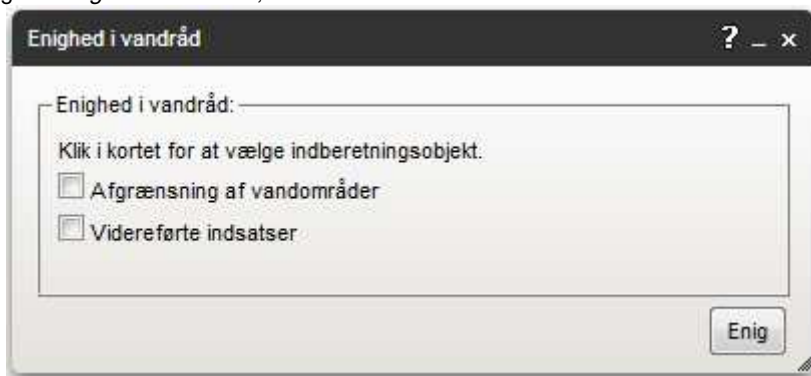 Enighed i vandråd ? _ x
Enighed i vandråd:
Klik i kortet for at vælge indberetningsobjekt.
Afgrænsning af vandområder
Videreførte indsatser
Enig